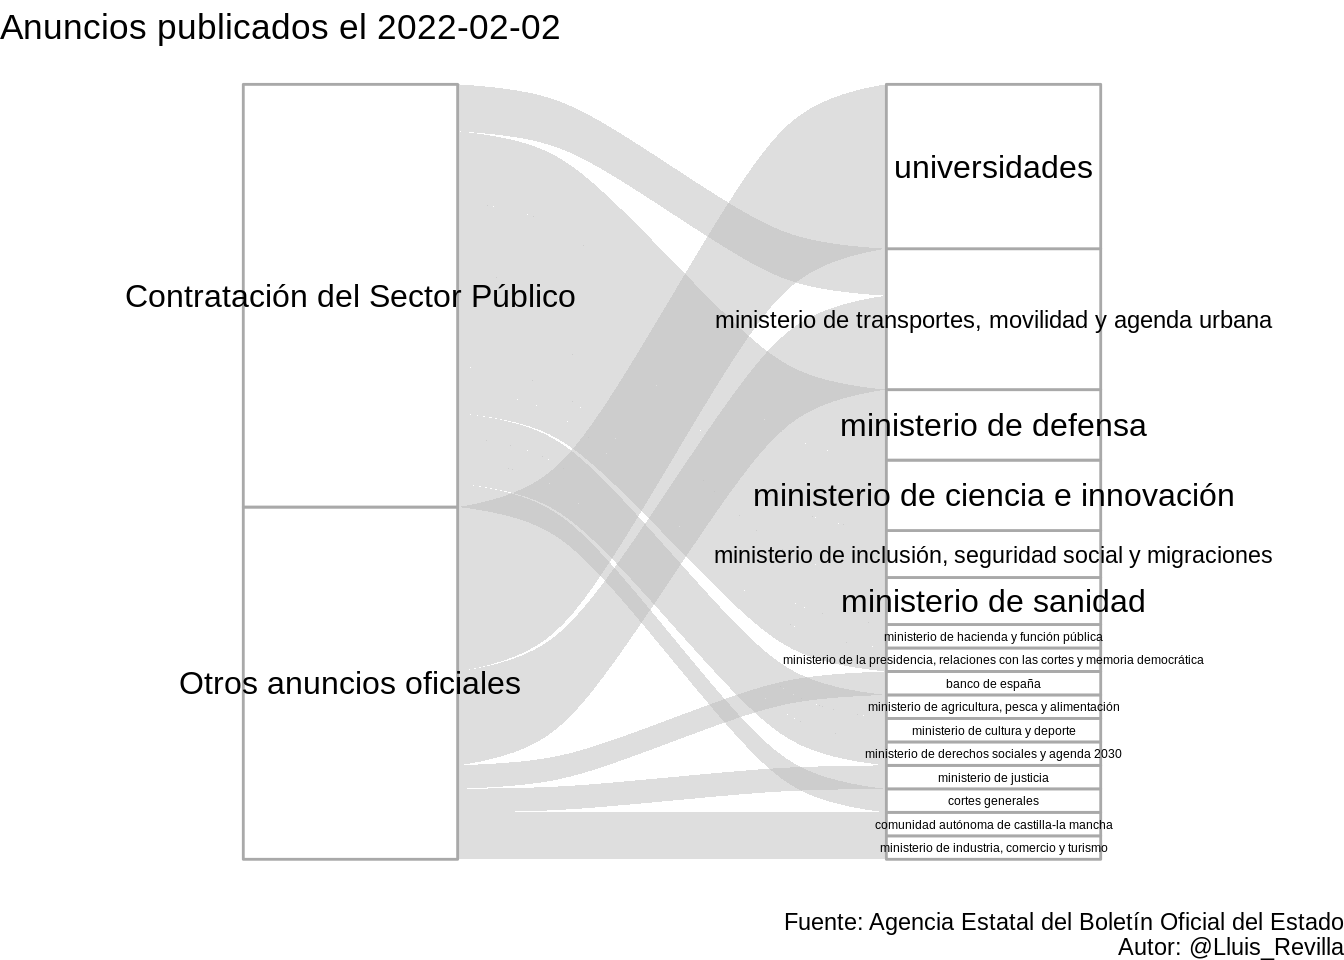 Anuncios publicados el 2022-02-02
Contratación del Sector Público
Otros anuncios oficiales
universidades
ministerio de transportes, movilidad y agenda urbana
ministerio de defensa
ministerio de ciencia e innovación
ministerio de inclusión, seguridad social y migraciones
ministerio de sanidad
ministerio de hacienda y función pública
ministerio de la presidencia, relaciones con las cortes y memoria democrática
banco de españa
ministerio de agricultura, pesca y alimentación
ministerio de cultura y deporte
ministerio de derechos sociales y agenda 2030
ministerio de justicia
cortes generales
comunidad autónoma de castilla-la mancha
ministerio de industria, comercio y turismo
Fuente: Agencia Estatal del Boletín Oficial del Estado
Autor: @Lluis_Revilla